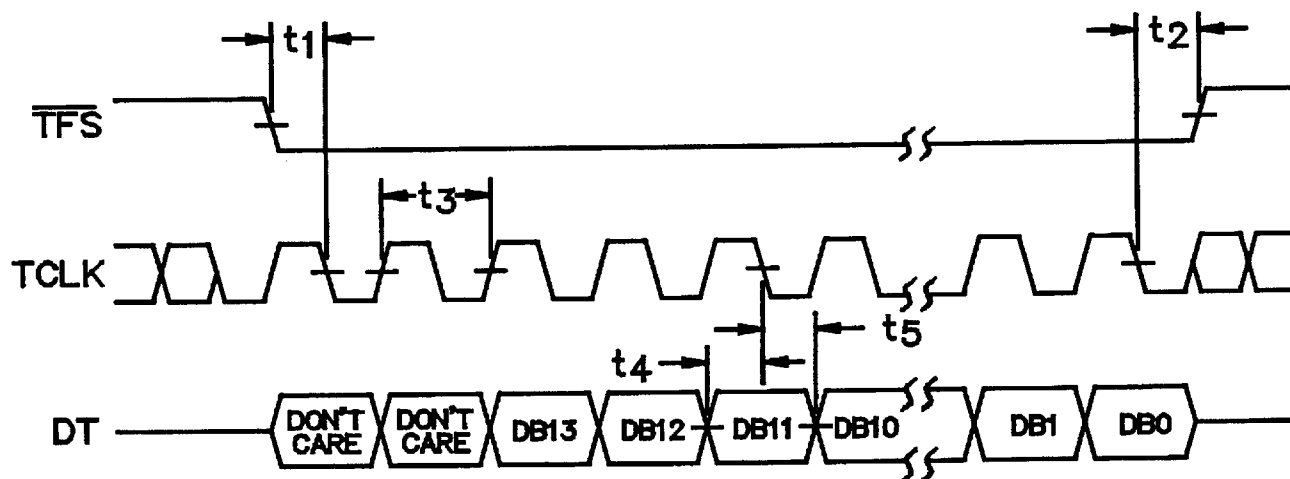 t1
t2
TFS
t3
TCLK
t5
t4
DT
DON'T CARE
DON'T CARE
DB13
DB12
DB11
DB10
DB1
DB0